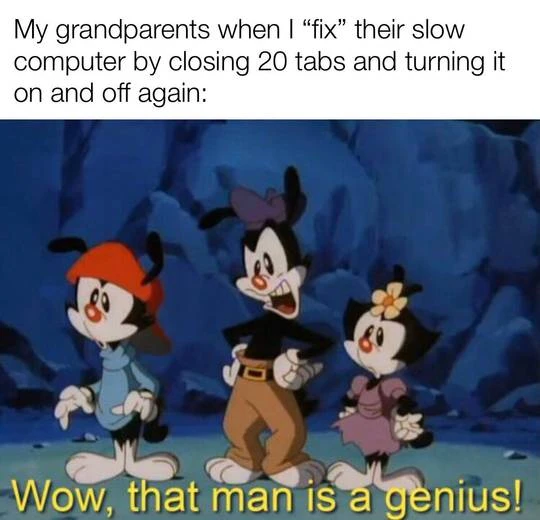 My grandparents when I “fix” their slow
computer by closing 20 tabs and turning it
on and off again:
Wow, that man is a genius!